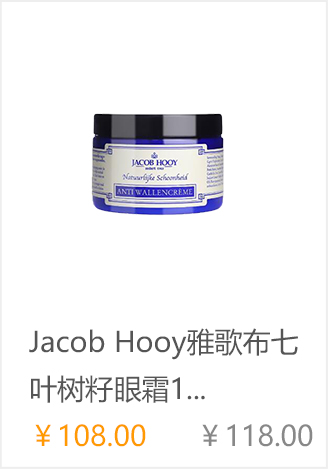 JACOB HOOY
Natuurlijke Schoonheid
ANTI WALLENCRÈME
Jacob Hooy雅歌布七
叶树籽眼霜1...
¥108.00 ¥118.00